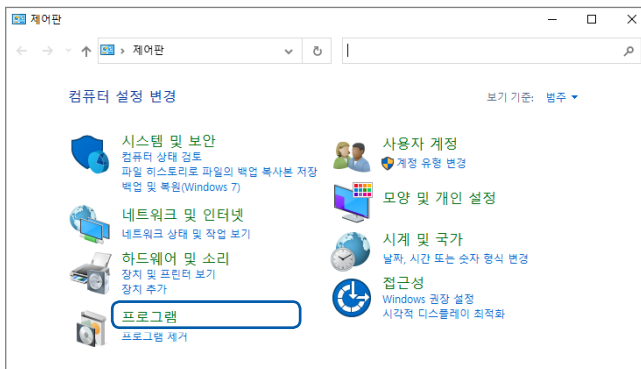 제어판
제어판
컴퓨터 설정 변경
보기 기준: 범주
시스템 및 보안
컴퓨터 상태 검토
파일 히스토리로 파일의 백업 복사본 저장
백업 및 복원(Windows 7)
네트워크 및 인터넷
네트워크 상태 및 작업 보기
하드웨어 및 소리
장치 및 프린터 보기
장치 추가
프로그램
프로그램 제거
사용자 계정
계정 유형 변경
모양 및 개인 설정
시계 및 국가
날짜, 시간 또는 숫자 형식 변경
접근성
Windows 권장 설정
시각적 디스플레이 최적화